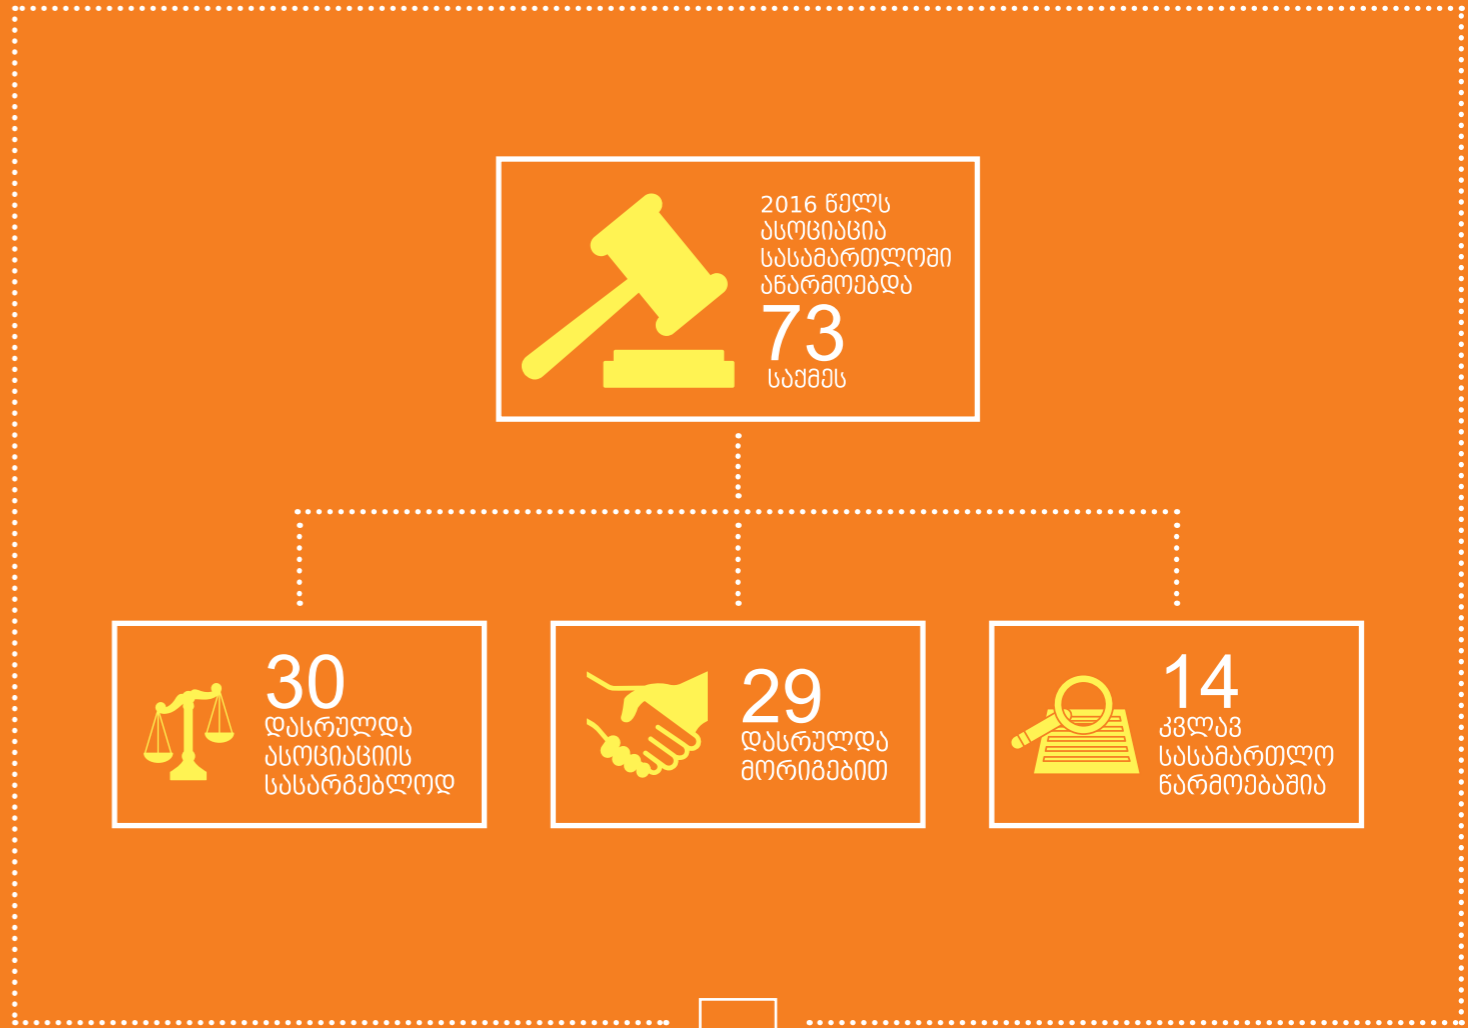 2016 წელს
ასოციაცია
სასამართლოში
აწარმოებდა
73
საქმეს
30
დასრულდა
ასოციაციის
სასარგებლოდ
29
დასრულდა
მორიგებით
14
კვლავ
სასამართლო
წარმოებაშია